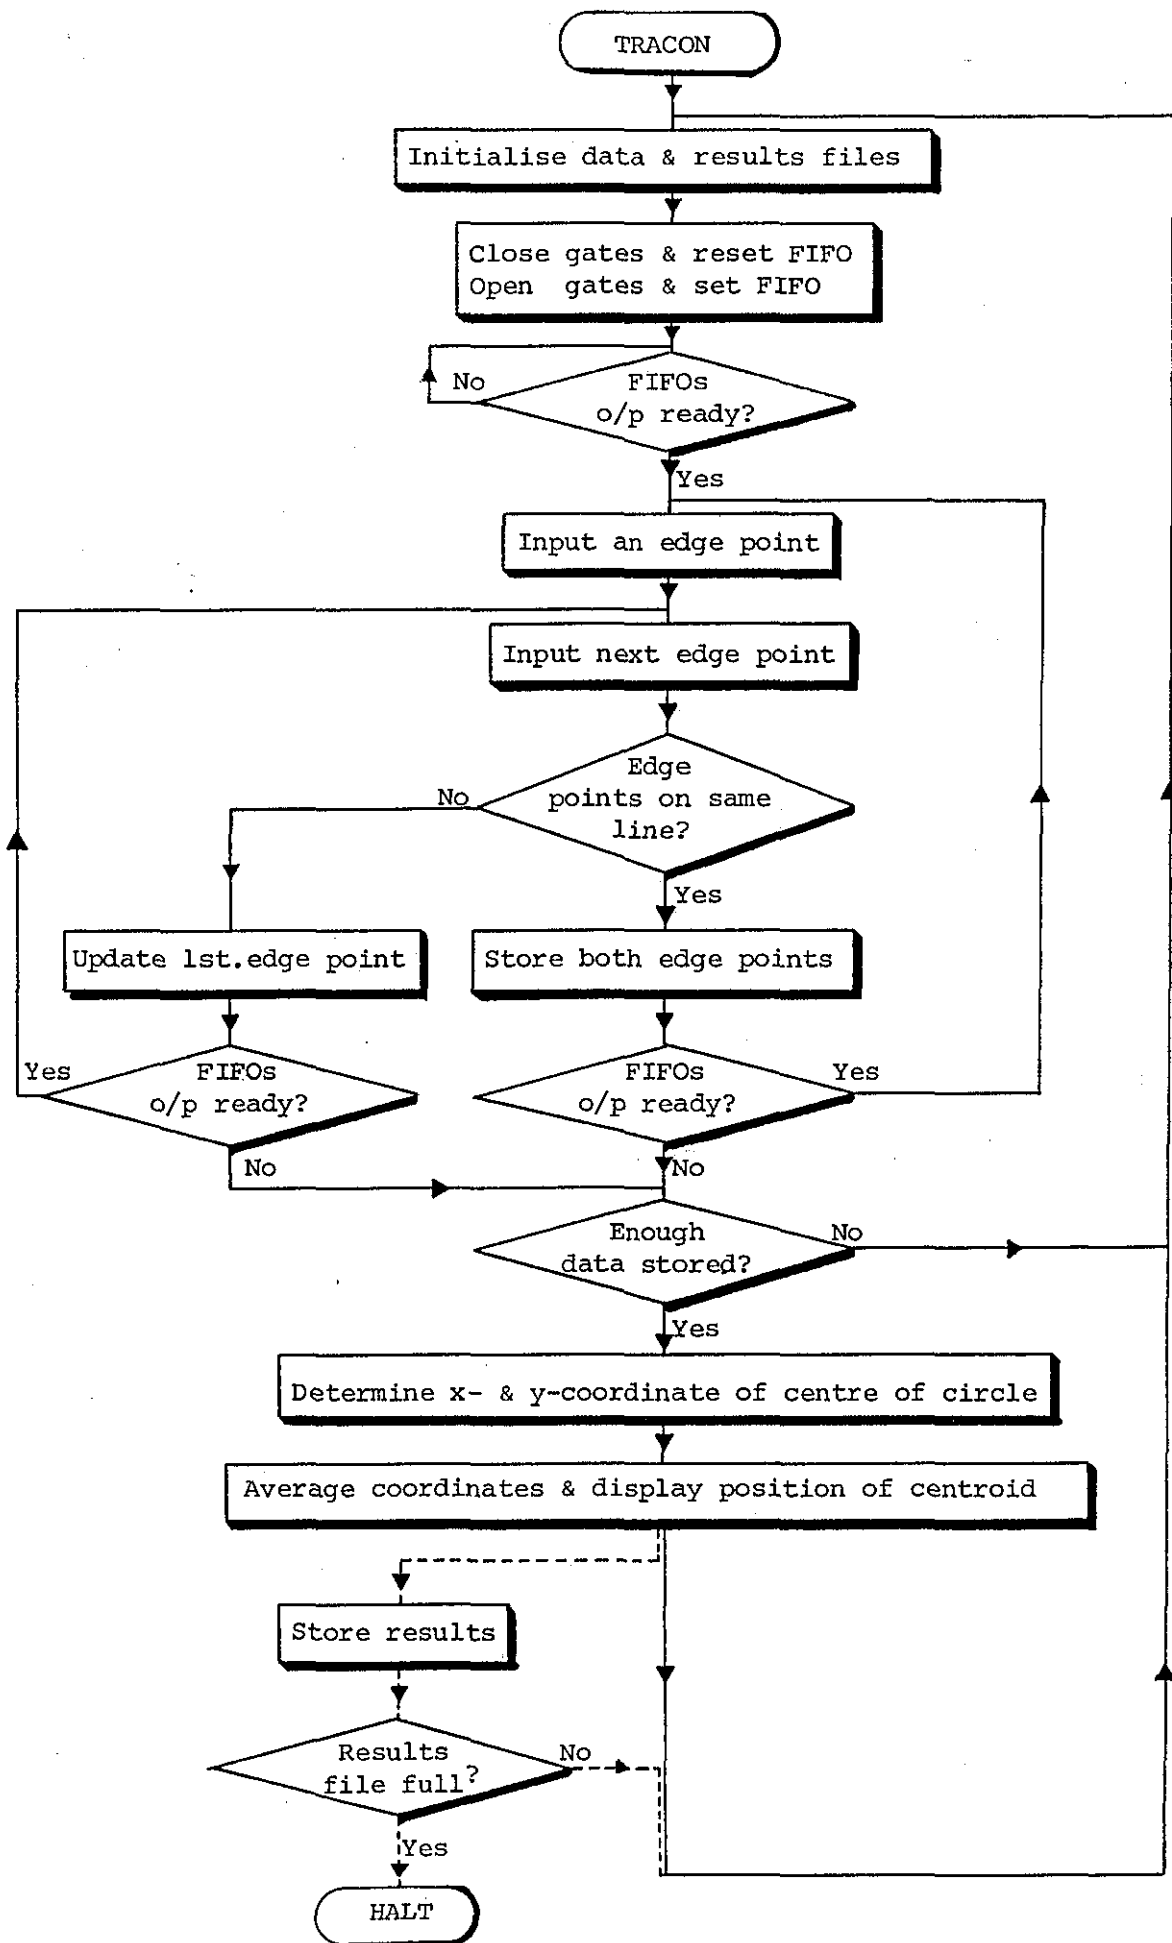 TRACON
Initialise data & results files
Close gates & reset FIFO
Open gates & set FIFO
No
FIFOs
o/p ready?
Yes
Input an edge point
Input next edge point
Edge
points on same
line?
No
Yes
Update lst.edge point
Store both edge points
Yes
FIFOs
o/p ready?
No
FIFOs
o/p ready?
Yes
No
Enough
data stored?
No
Yes
Determine x- & y-coordinate of centre of circle
Average coordinates & display position of centroid
Store results
Results
file full?
No
Yes
HALT